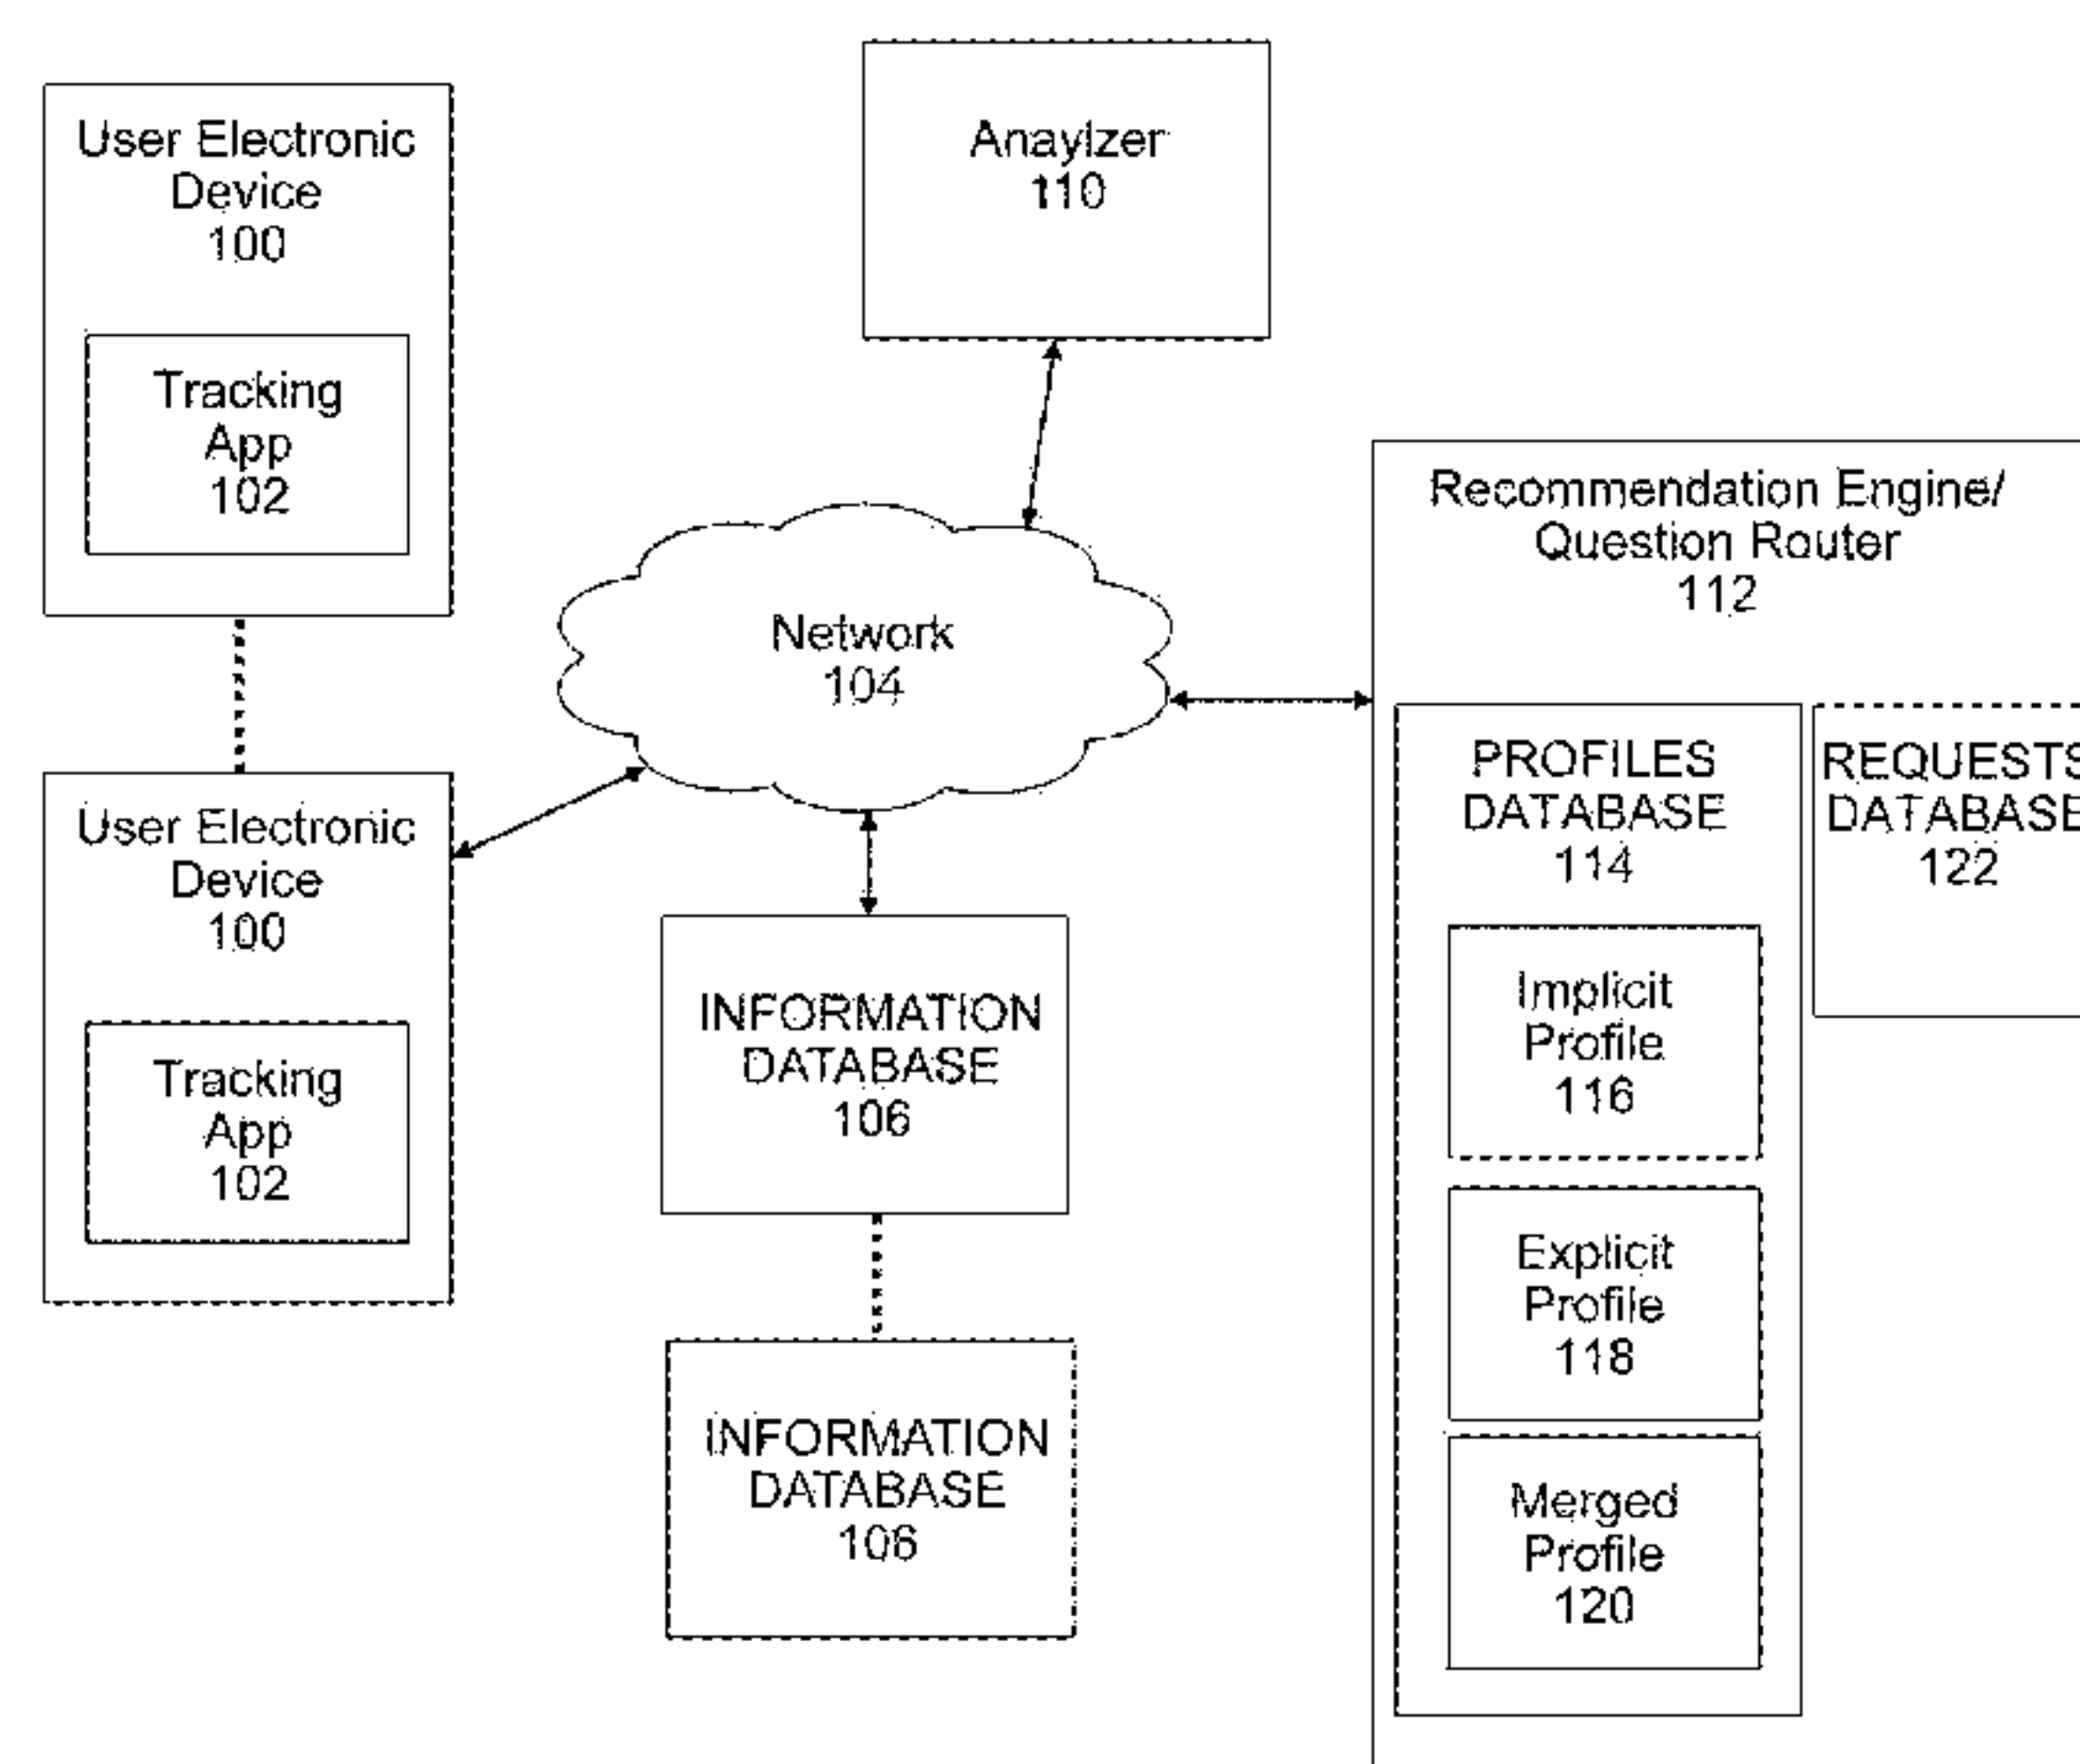 User Electronic
Device
100
Tracking
App
102
User Electronic
Device
100
Tracking
App
102
Anaylzer
110
Network
104
INFORMATION
DATABASE
106
INFORMATION
DATABASE
106
Recommendation Engine/
Question Router
112
PROFILES
DATABASE
114
Implicit
Profile
116
Explicit
Profile
118
Merged
Profile
120
REQUESTS
DATABASE
122